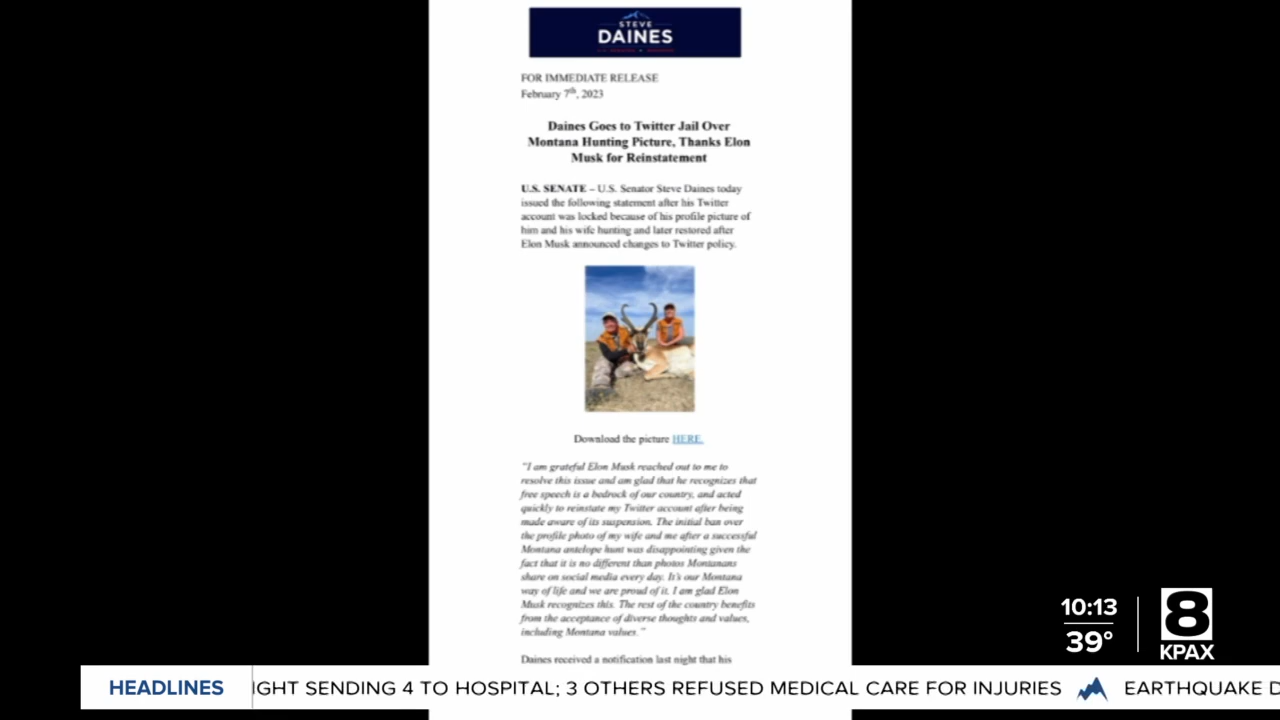 STEVE
DAINES
FOR IMMEDIATE RELEASE
February 7th, 2023
Daines Goes to Twitter Jail Over
Montana Hunting Picture, Thanks Elon
Musk for Reinstatement
U.S. SENATE – U.S. Senator Steve Daines today
issued the following statement after his Twitter
account was locked because of his profile picture of
him and his wife hunting and later restored after
Elon Musk announced changes to Twitter policy.
Download the picture HERE.
"I am grateful Elon Musk reached out to me to
resolve this issue and am glad that he recognizes that
free speech is a bedrock of our country, and acted
quickly to reinstate my Twitter account after being
made aware of its suspension. The initial ban over
the profile photo of my wife and me after a successful
Montana antelope hunt was disappointing given the
fact that it is no different than photos Montanans
share on social media every day. It's our Montana
way of life and we are proud of it. I am glad Elon
Musk recognizes this. The rest of the country benefits
from the acceptance of diverse thoughts and values,
including Montana values."
Daines received a notification last night that his
10:13
39°
8
KPAX
HEADLINES
IGHT SENDING 4 TO HOSPITAL; 3 OTHERS REFUSED MEDICAL CARE FOR INJURIES
EARTHQUAKE D